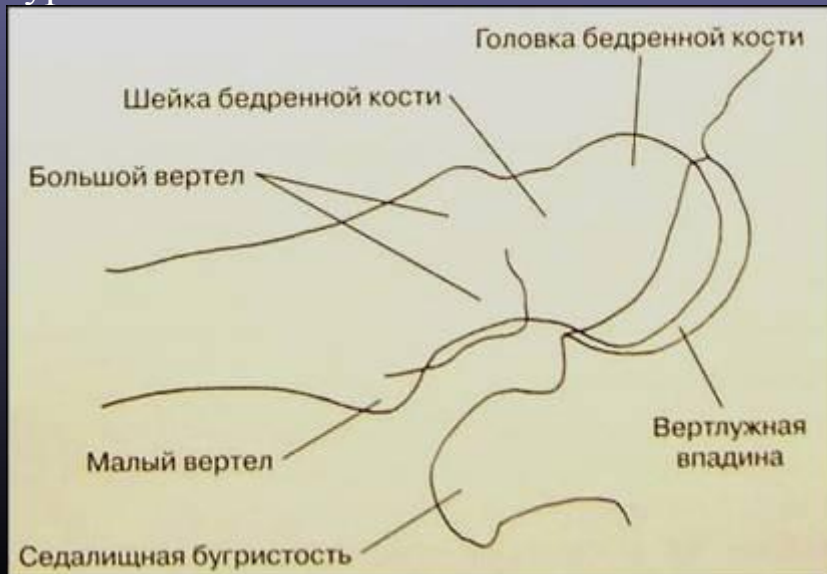 Головка бедренной кости
Шейка бедренной кости
Большой вертел
Вертлужная
впадина
Малый вертел
Седалищная бугристость